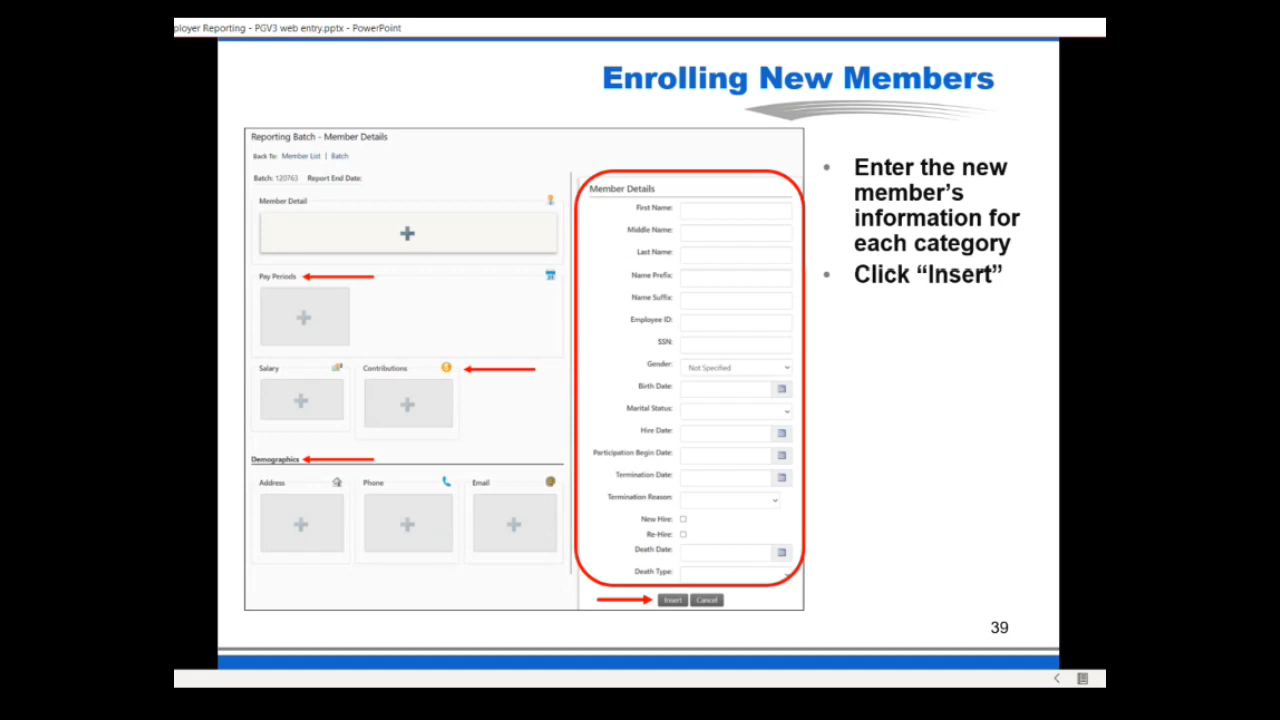 ployer Reporting - PGV3 web entry.pptx - PowerPoint
Enrolling New Members
Reporting Batch - Member Details
Back To: Member List | Batch
Batch: 120763 Report End Date:
Member Detail
Pay Periods
Salary
Contributions
Demographics
Address
Phone
Email
Member Details
First Name:
Middle Name:
Last Name:
Name Prefix:
Name Suffix:
Employee ID:
SSN:
Gender: Not Specified
Birth Date:
Marital Status:
Hire Date:
Participation Begin Date:
Termination Date:
Termination Reason:
New Hire:
Re-Hire:
Death Date:
Death Type:
Insert Cancel
• Enter the new
member’s
information for
each category
• Click “Insert”
39